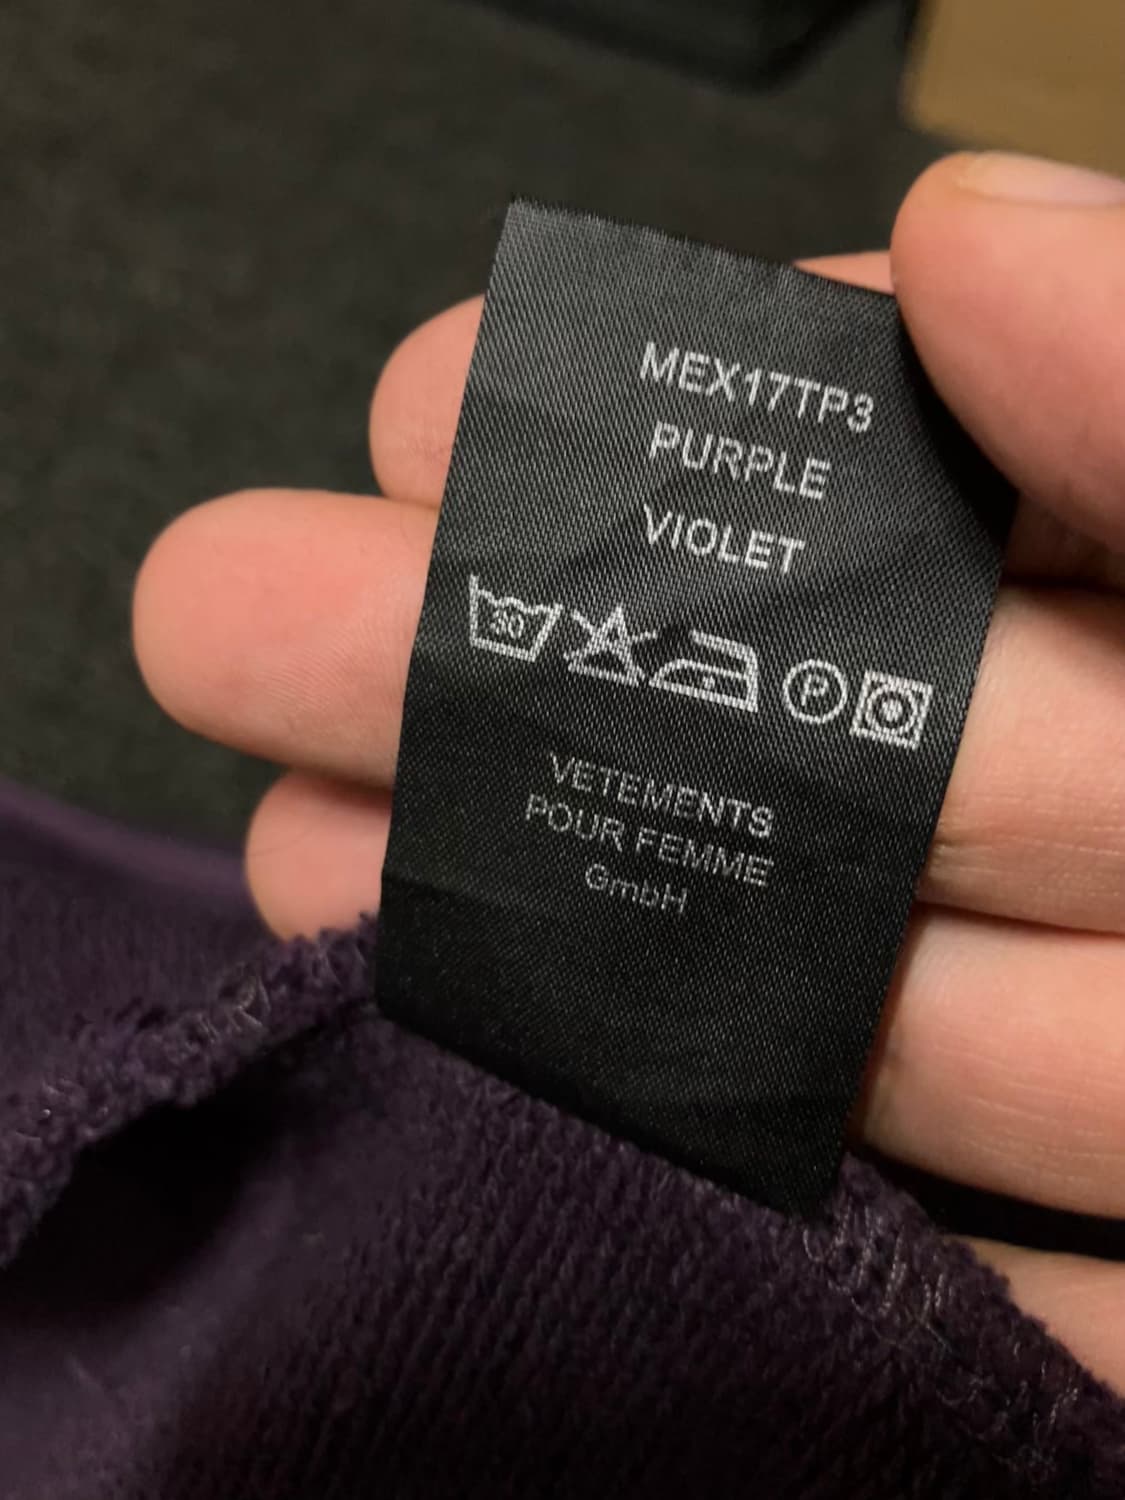 MEX17TP3
PURPLE
VIOLET
30 P
VETEMENTS
POUR FEMME
GmbH